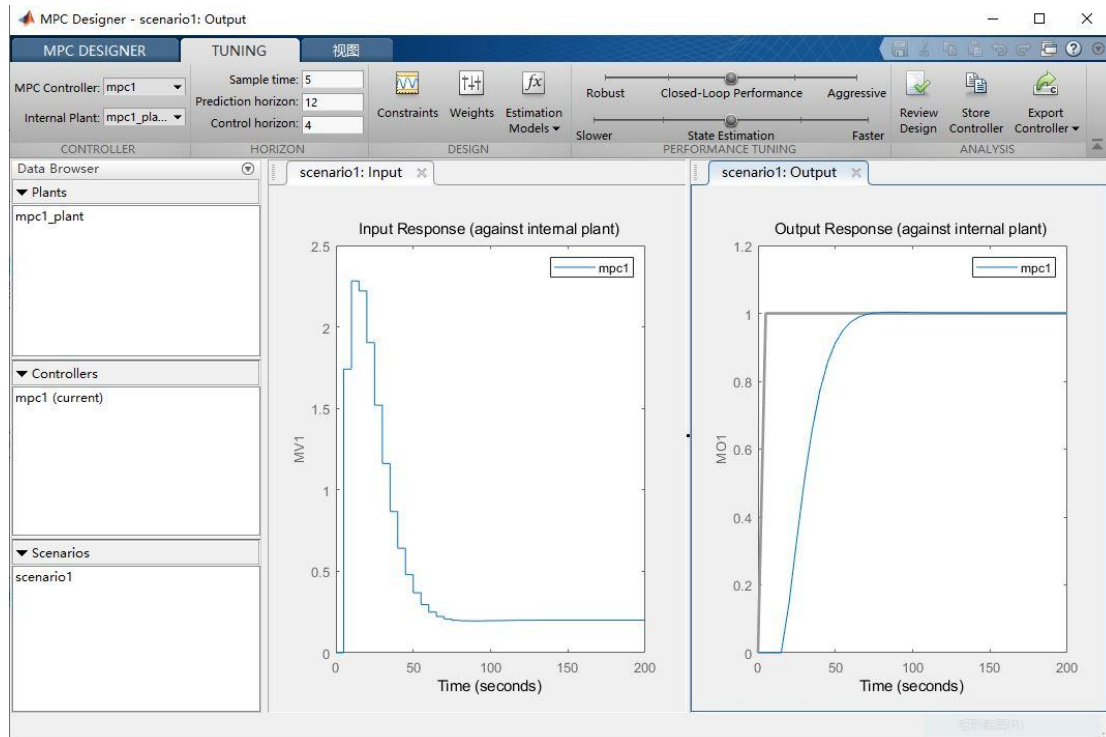 MPC Designer - scenario1: Output
MPC DESIGNER TUNING 视图
MPC Controller: mpc1
Internal Plant: mpc1_pla...
CONTROLLER
Sample time: 5
Prediction horizon: 12
Control horizon: 4
HORIZON
Constraints Weights Estimation
Models
DESIGN
Robust Closed-Loop Performance Aggressive
Slower State Estimation Faster
PERFORMANCE TUNING
Review Store Export
Design Controller Controller
ANALYSIS
Data Browser
Plants
mpc1_plant
Controllers
mpc1 (current)
Scenarios
scenario1
scenario1: Input
Input Response (against internal plant)
mpc1
2.5
2
1.5
1
0.5
0
MV1
0 50 100 150 200
Time (seconds)
scenario1: Output
Output Response (against internal plant)
mpc1
1.2
1
0.8
0.6
0.4
0.2
0
MO1
0 50 100 150 200
Time (seconds)
矩形截图(R)